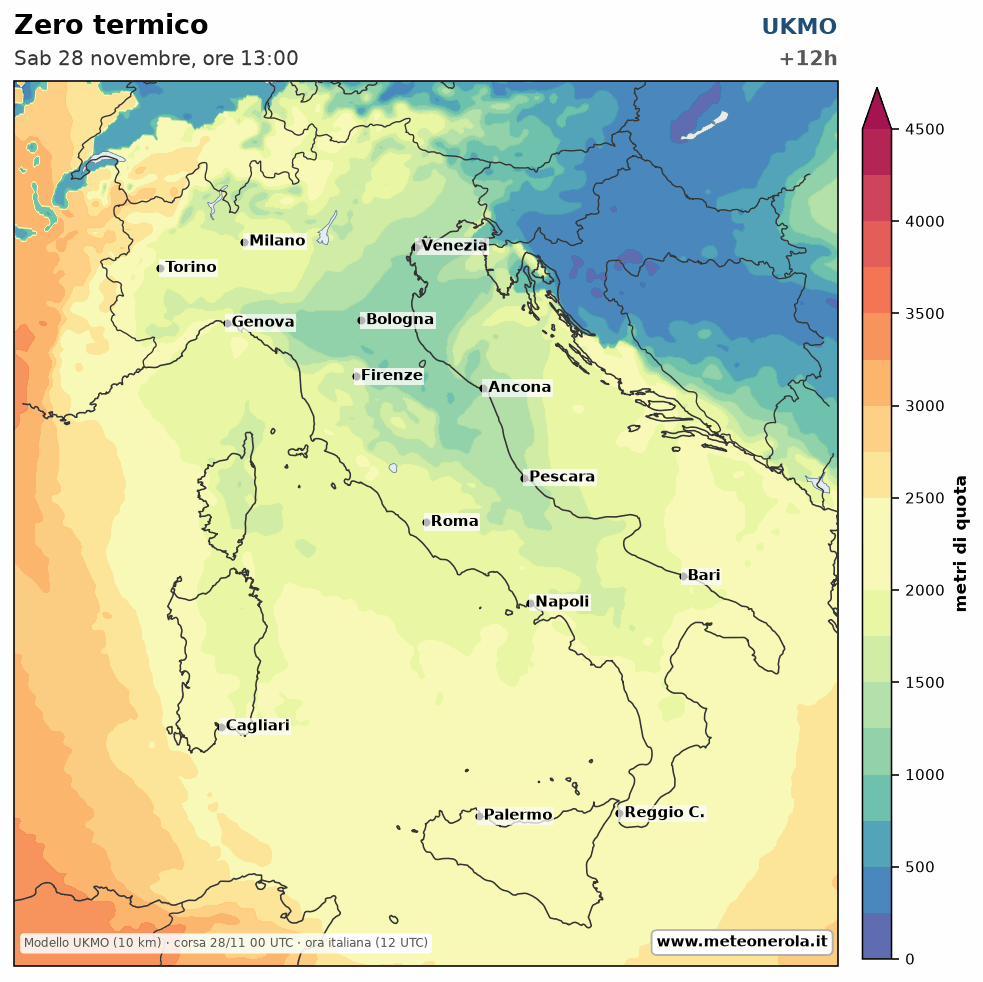 Zero termico
UKMO
Sab 28 novembre, ore 13:00
+12h
4500
4000
3500
3000
2500
2000
1500
1000
500
0
metri di quota
Milano
Venezia
Torino
Genova
Bologna
Firenze
Ancona
Pescara
Roma
Bari
Napoli
Cagliari
Palermo
Reggio C.
Modello UKMO (10 km) · corsa 28/11 00 UTC · ora italiana (12 UTC)
www.meteonerola.it